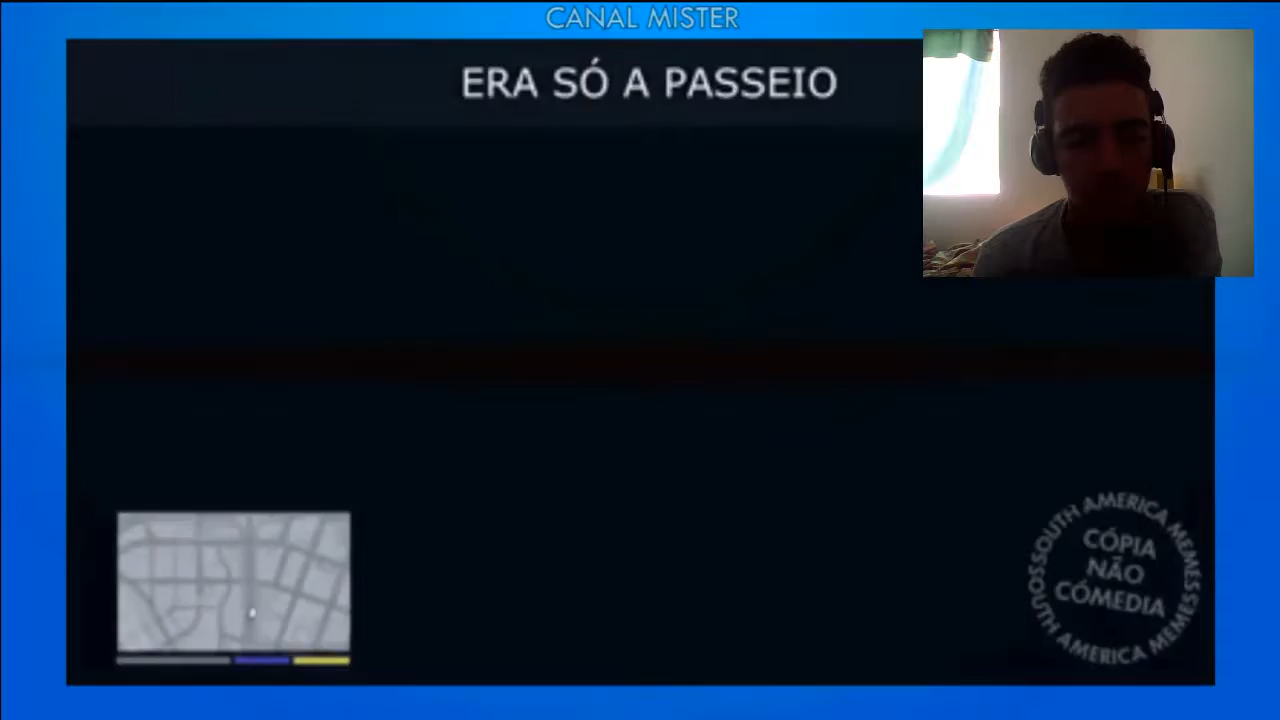 CANAL MISTER
ERA SÓ A PASSEIO
SOUTH AMERICA MEMES
CÓPIA
NÃO
CÓMEDIA
SOUTH AMERICA MEMES